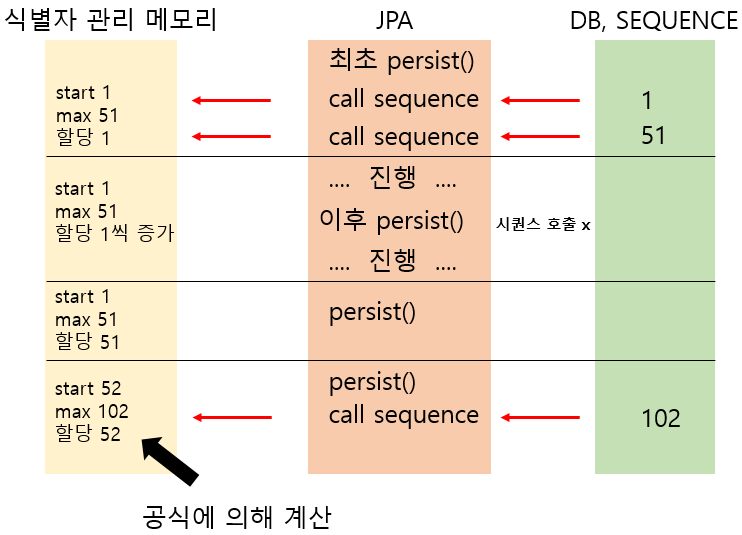 식별자 관리 메모리
JPA
DB, SEQUENCE
최초 persist()
start 1
max 51
할당 1
call sequence
1
call sequence
51
.... 진행 ....
start 1
max 51
할당 1씩 증가
이후 persist()
시퀀스 호출 x
.... 진행 ....
start 1
max 51
할당 51
persist()
start 52
max 102
할당 52
persist()
call sequence
102
공식에 의해 계산